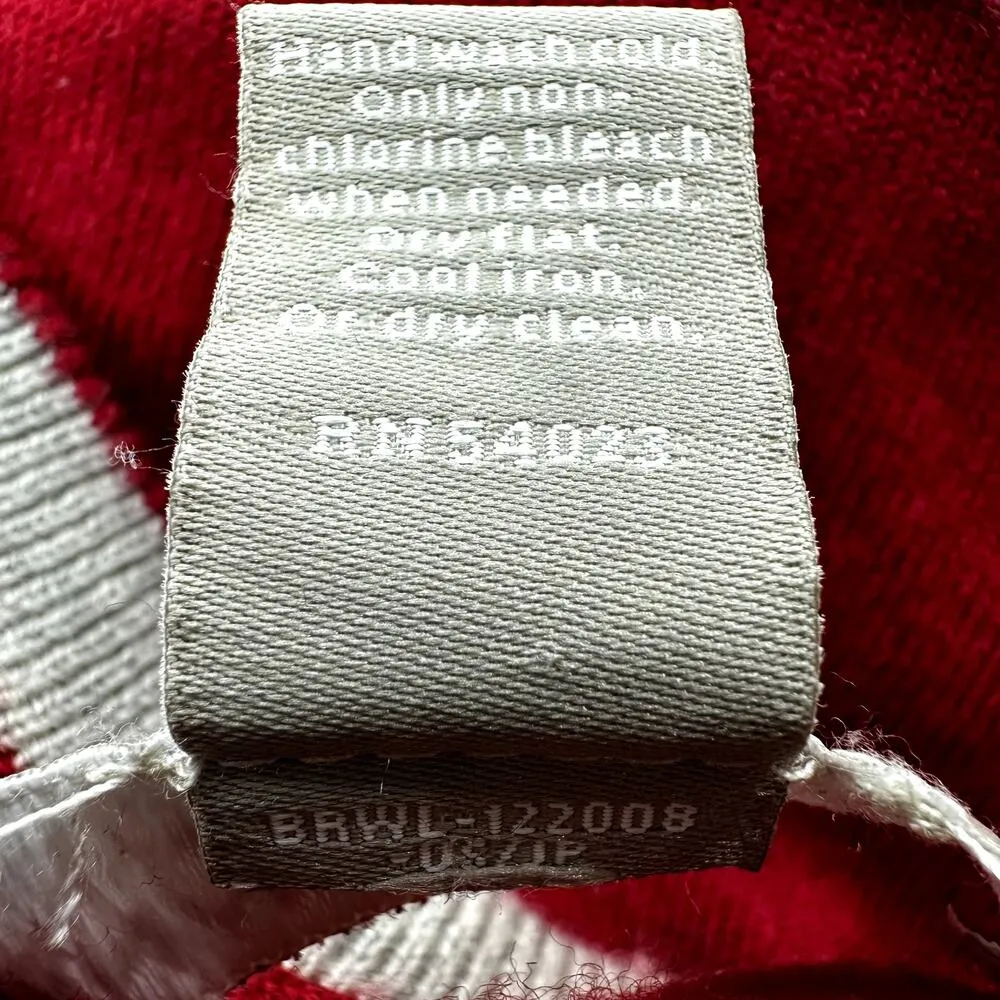 Hand wash cold.
Only non-
chlorine bleach
when needed.
Dry flat.
Cool iron.
Or dry clean.
RN 54023
BRWL-122008